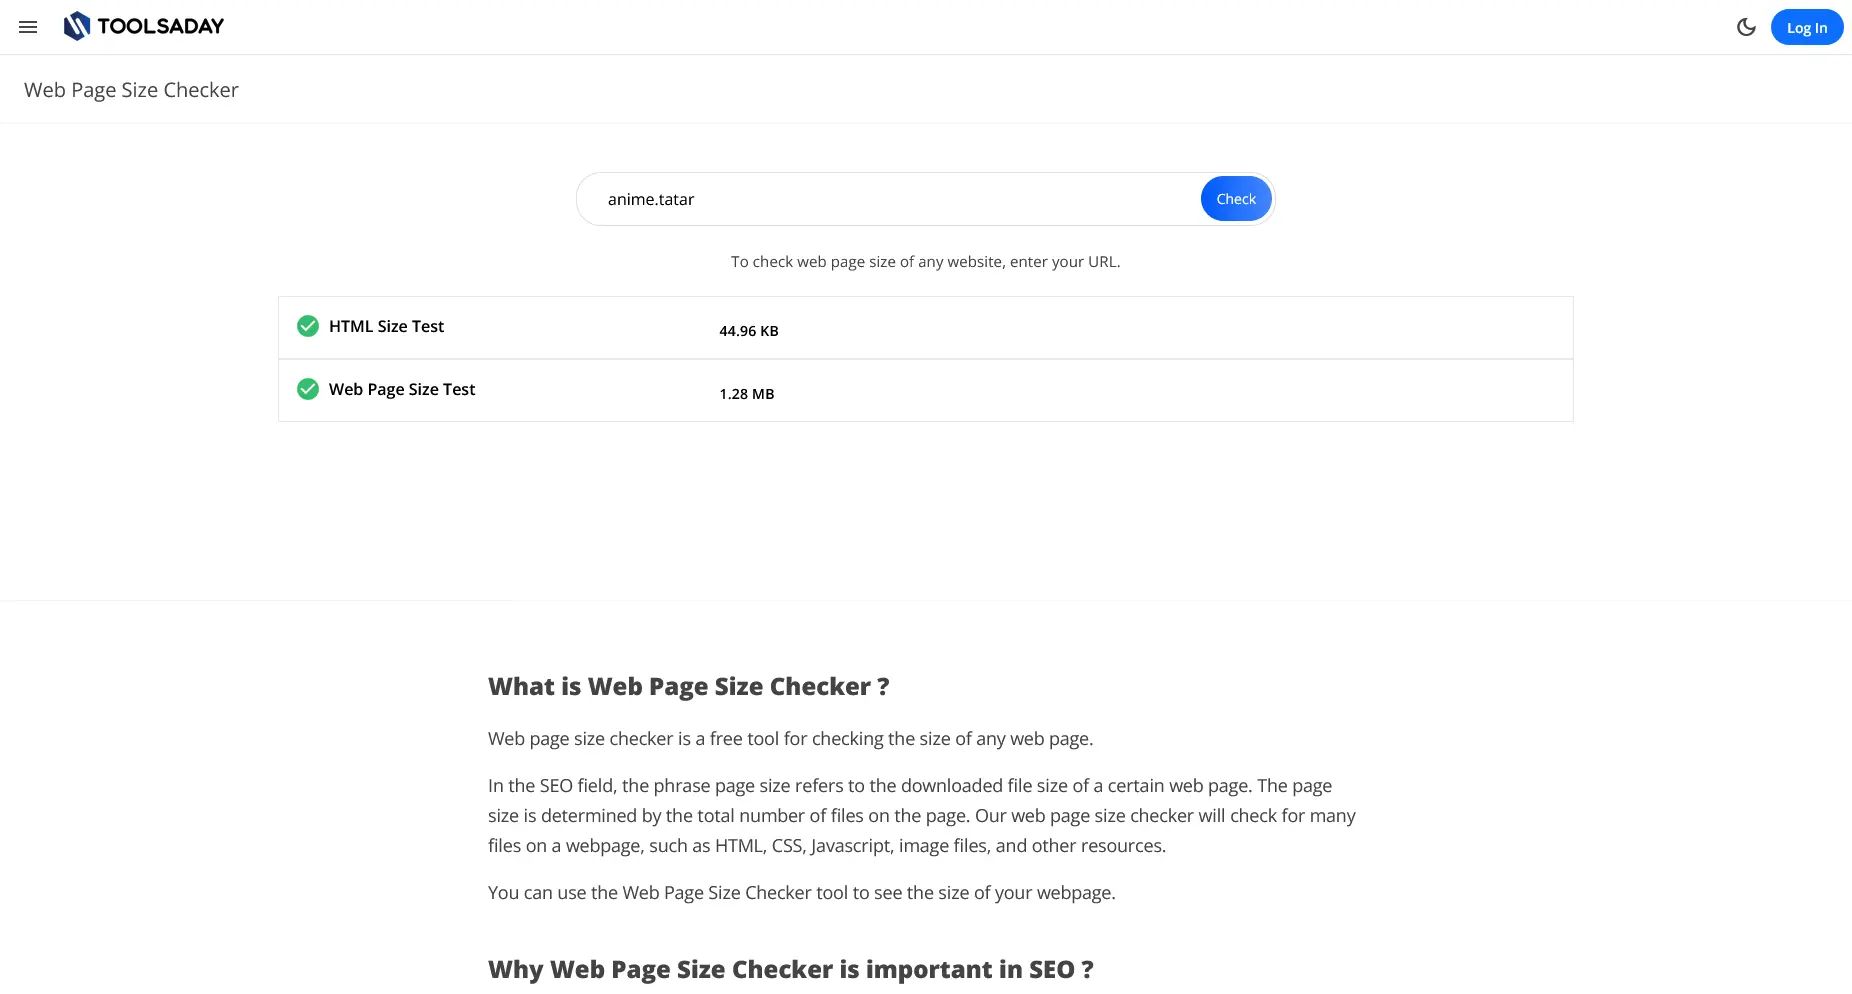 TOOLSADAY
Log In
Web Page Size Checker
anime.tatar
Check
To check web page size of any website, enter your URL.
HTML Size Test
44.96 KB
Web Page Size Test
1.28 MB
What is Web Page Size Checker ?
Web page size checker is a free tool for checking the size of any web page.
In the SEO field, the phrase page size refers to the downloaded file size of a certain web page. The page
size is determined by the total number of files on the page. Our web page size checker will check for many
files on a webpage, such as HTML, CSS, Javascript, image files, and other resources.
You can use the Web Page Size Checker tool to see the size of your webpage.
Why Web Page Size Checker is important in SEO ?